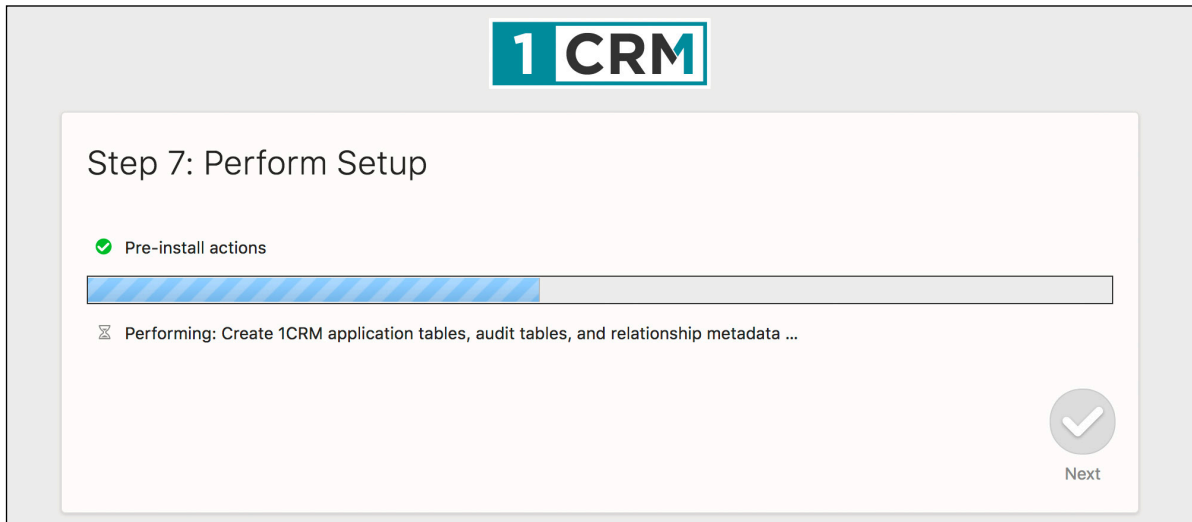 1 CRM
Step 7: Perform Setup
Pre-install actions
Performing: Create 1CRM application tables, audit tables, and relationship metadata ...
Next